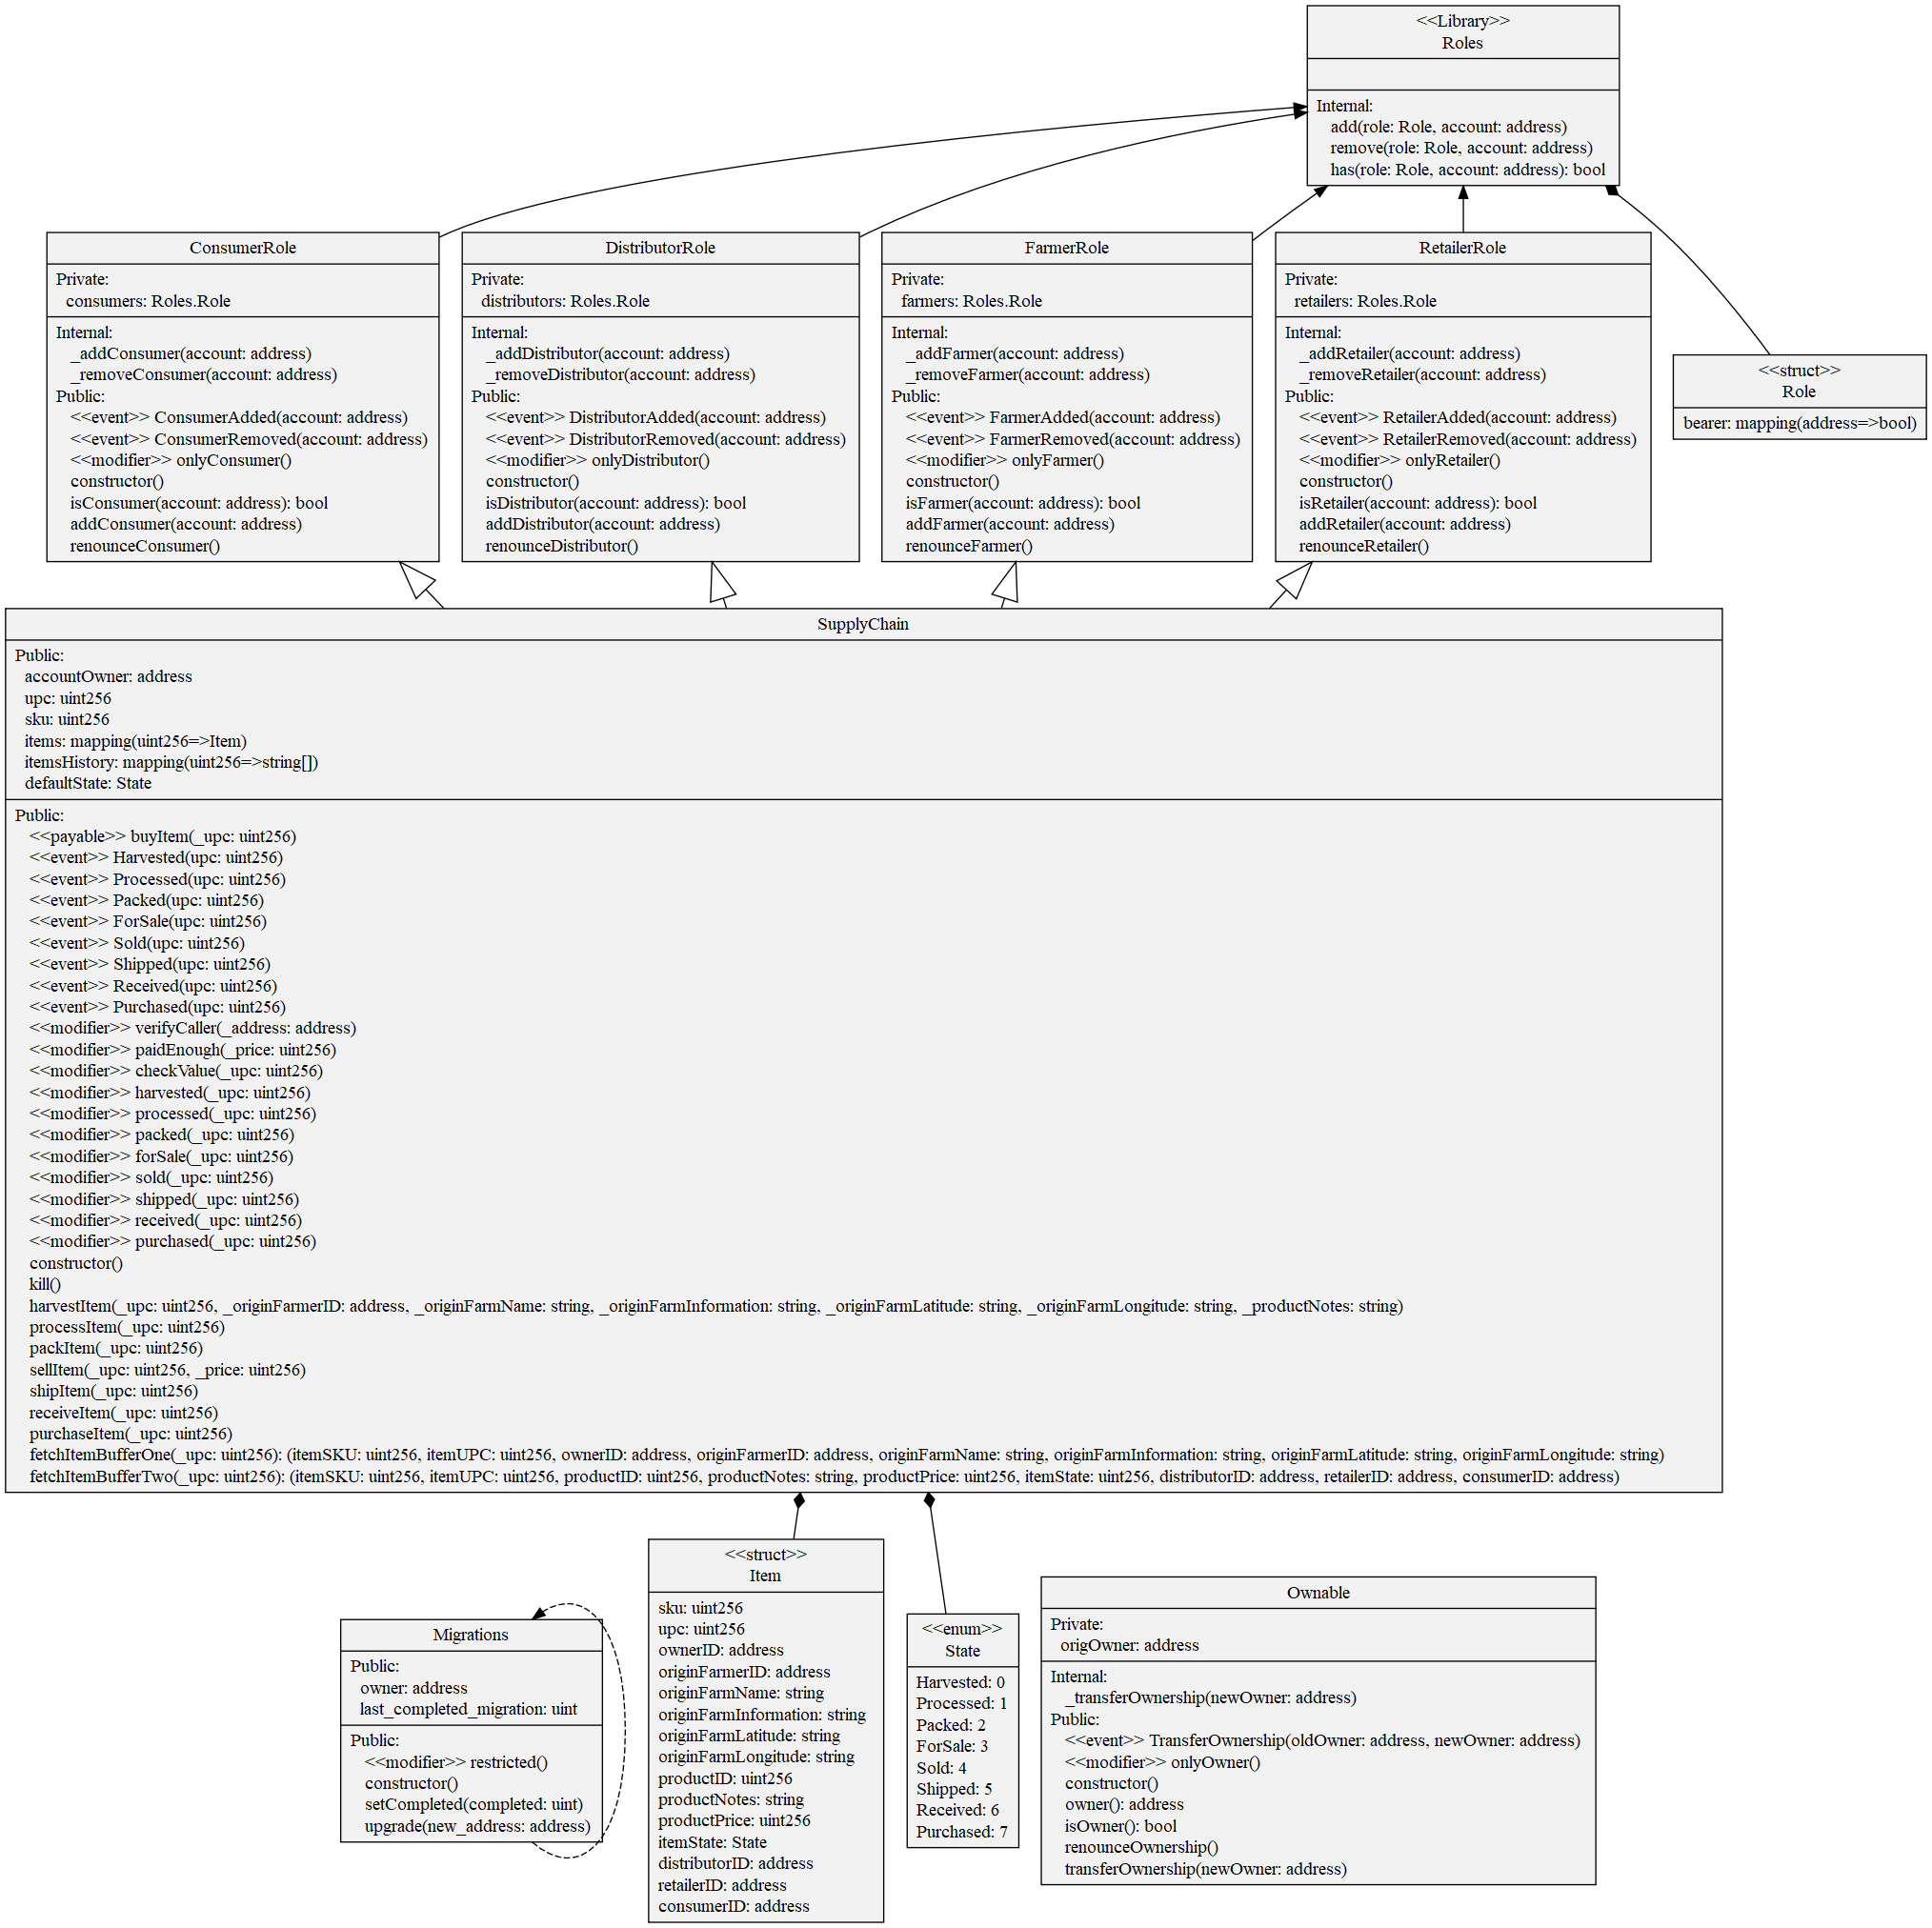 <<Library>>
Roles
Internal:
add(role: Role, account: address)
remove(role: Role, account: address)
has(role: Role, account: address): bool
ConsumerRole
Private:
consumers: Roles.Role
Internal:
_addConsumer(account: address)
_removeConsumer(account: address)
Public:
<<event>> ConsumerAdded(account: address)
<<event>> ConsumerRemoved(account: address)
<<modifier>> onlyConsumer()
constructor()
isConsumer(account: address): bool
addConsumer(account: address)
renounceConsumer()
DistributorRole
Private:
distributors: Roles.Role
Internal:
_addDistributor(account: address)
_removeDistributor(account: address)
Public:
<<event>> DistributorAdded(account: address)
<<event>> DistributorRemoved(account: address)
<<modifier>> onlyDistributor()
constructor()
isDistributor(account: address): bool
addDistributor(account: address)
renounceDistributor()
FarmerRole
Private:
farmers: Roles.Role
Internal:
_addFarmer(account: address)
_removeFarmer(account: address)
Public:
<<event>> FarmerAdded(account: address)
<<event>> FarmerRemoved(account: address)
<<modifier>> onlyFarmer()
constructor()
isFarmer(account: address): bool
addFarmer(account: address)
renounceFarmer()
RetailerRole
Private:
retailers: Roles.Role
Internal:
_addRetailer(account: address)
_removeRetailer(account: address)
Public:
<<event>> RetailerAdded(account: address)
<<event>> RetailerRemoved(account: address)
<<modifier>> onlyRetailer()
constructor()
isRetailer(account: address): bool
addRetailer(account: address)
renounceRetailer()
<<struct>>
Role
bearer: mapping(address=>bool)
SupplyChain
Public:
accountOwner: address
upc: uint256
sku: uint256
items: mapping(uint256=>Item)
itemsHistory: mapping(uint256=>string[])
defaultState: State
Public:
<<payable>> buyItem(_upc: uint256)
<<event>> Harvested(upc: uint256)
<<event>> Processed(upc: uint256)
<<event>> Packed(upc: uint256)
<<event>> ForSale(upc: uint256)
<<event>> Sold(upc: uint256)
<<event>> Shipped(upc: uint256)
<<event>> Received(upc: uint256)
<<event>> Purchased(upc: uint256)
<<modifier>> verifyCaller(_address: address)
<<modifier>> paidEnough(_price: uint256)
<<modifier>> checkValue(_upc: uint256)
<<modifier>> harvested(_upc: uint256)
<<modifier>> processed(_upc: uint256)
<<modifier>> packed(_upc: uint256)
<<modifier>> forSale(_upc: uint256)
<<modifier>> sold(_upc: uint256)
<<modifier>> shipped(_upc: uint256)
<<modifier>> received(_upc: uint256)
<<modifier>> purchased(_upc: uint256)
constructor()
kill()
harvestItem(_upc: uint256, _originFarmerID: address, _originFarmName: string, _originFarmInformation: string, _originFarmLatitude: string, _originFarmLongitude: string, _productNotes: string)
processItem(_upc: uint256)
packItem(_upc: uint256)
sellItem(_upc: uint256, _price: uint256)
shipItem(_upc: uint256)
receiveItem(_upc: uint256)
purchaseItem(_upc: uint256)
fetchItemBufferOne(_upc: uint256): (itemSKU: uint256, itemUPC: uint256, ownerID: address, originFarmerID: address, originFarmName: string, originFarmInformation: string, originFarmLatitude: string, originFarmLongitude: string)
fetchItemBufferTwo(_upc: uint256): (itemSKU: uint256, itemUPC: uint256, productID: uint256, productNotes: string, productPrice: uint256, itemState: uint256, distributorID: address, retailerID: address, consumerID: address)
Migrations
Public:
owner: address
last_completed_migration: uint
Public:
<<modifier>> restricted()
constructor()
setCompleted(completed: uint)
upgrade(new_address: address)
<<struct>>
Item
sku: uint256
upc: uint256
ownerID: address
originFarmerID: address
originFarmName: string
originFarmInformation: string
originFarmLatitude: string
originFarmLongitude: string
productID: uint256
productNotes: string
productPrice: uint256
itemState: State
distributorID: address
retailerID: address
consumerID: address
<<enum>>
State
Harvested: 0
Processed: 1
Packed: 2
ForSale: 3
Sold: 4
Shipped: 5
Received: 6
Purchased: 7
Ownable
Private:
origOwner: address
Internal:
_transferOwnership(newOwner: address)
Public:
<<event>> TransferOwnership(oldOwner: address, newOwner: address)
<<modifier>> onlyOwner()
constructor()
owner(): address
isOwner(): bool
renounceOwnership()
transferOwnership(newOwner: address)